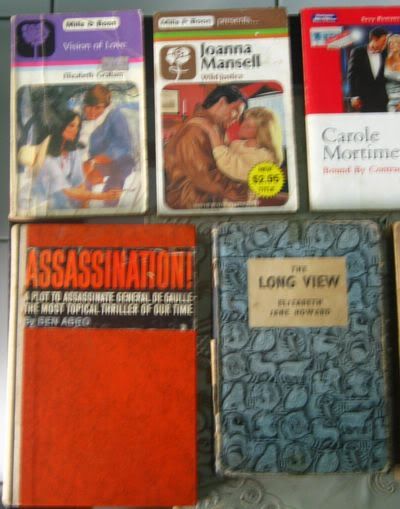 Mills & Boon
Vision of Love
Elizabeth Graham
Mills & Boon presents...
Joanna
Mansell
Wild Justice
$2.95
Carole
Mortime
Bound By Contra
ASSASSINATION!
A PLOT TO ASSASSINATE GENERAL DE GAULLE
THE MOST TOPICAL THRILLER OF OUR TIME
By BEN ABRO
THE
LONG VIEW
ELIZABETH
JANE HOWARD